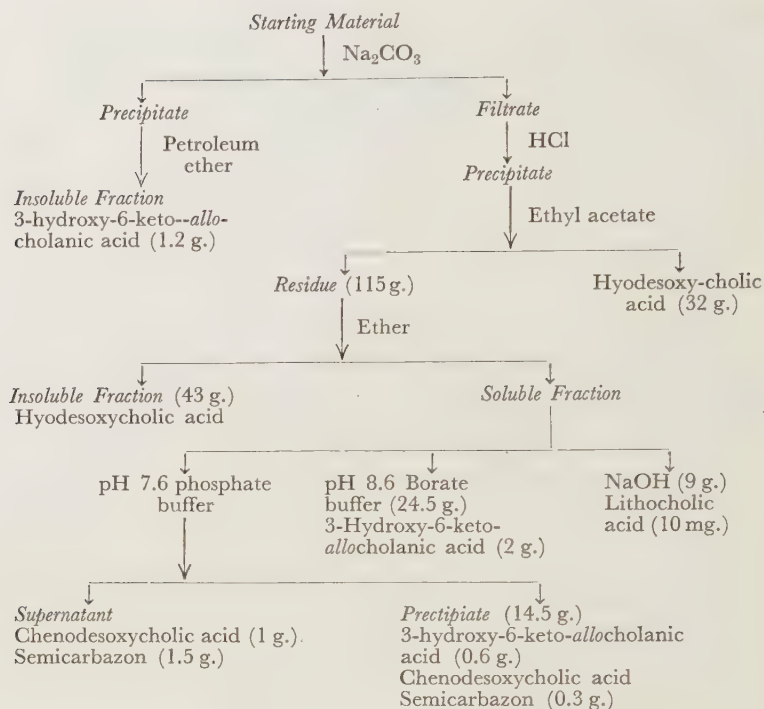 Starting Material
Na₂CO₃
Precipitate
Filtrate
Petroleum
ether
HCl
Precipitate
Insoluble Fraction
3-hydroxy-6-keto--allo-
cholanic acid (1.2 g.)
Ethyl acetate
Residue (115 g.)
Hyodesoxy-cholic
acid (32 g.)
Ether
Insoluble Fraction (43 g.)
Hyodesoxycholic acid
Soluble Fraction
pH 7.6 phosphate
buffer
pH 8.6 Borate
buffer (24.5 g.)
3-Hydroxy-6-keto-
allocholanic acid (2 g.)
NaOH (9 g.)
Lithocholic
acid (10 mg.)
Supernatant
Chenodesoxycholic acid (1 g.)
Semicarbazon (1.5 g.)
Prectipiate (14.5 g.)
3-hydroxy-6-keto-allocholanic
acid (0.6 g.)
Chenodesoxycholic acid
Semicarbazon (0.3 g.)